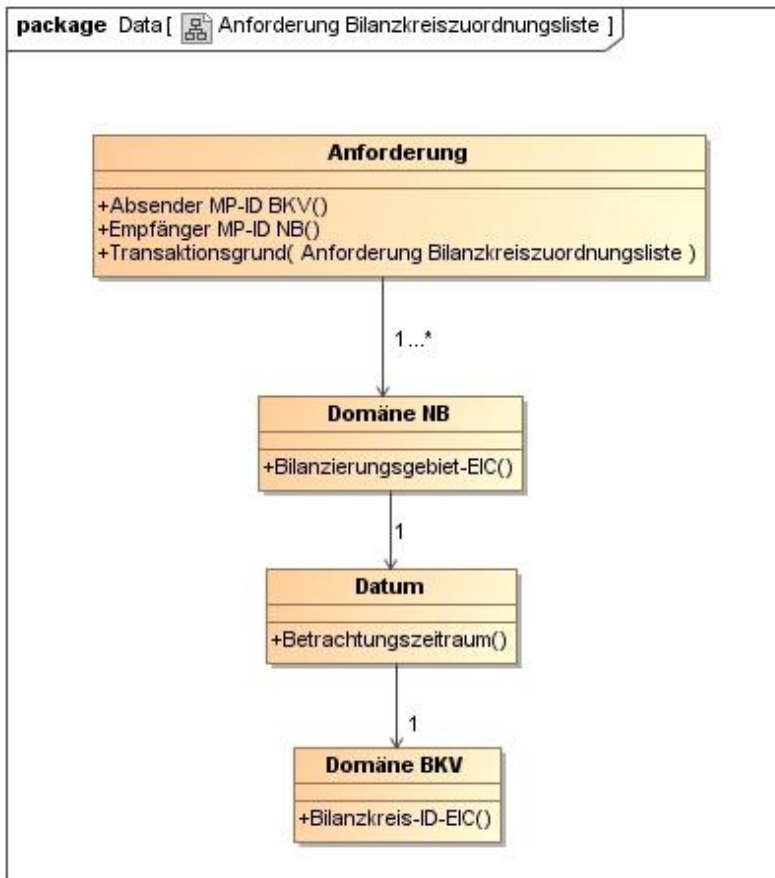 package Data [ Anforderung Bilanzkreiszuordnungsliste ]
Anforderung
+Absender MP-ID BKV()
+Empfänger MP-ID NB()
+Transaktionsgrund( Anforderung Bilanzkreiszuordnungsliste )
1...*
Domäne NB
+Bilanzierungsgebiet-EIC()
1
Datum
+Betrachtungszeitraum()
1
Domäne BKV
+Bilanzkreis-ID-EIC()